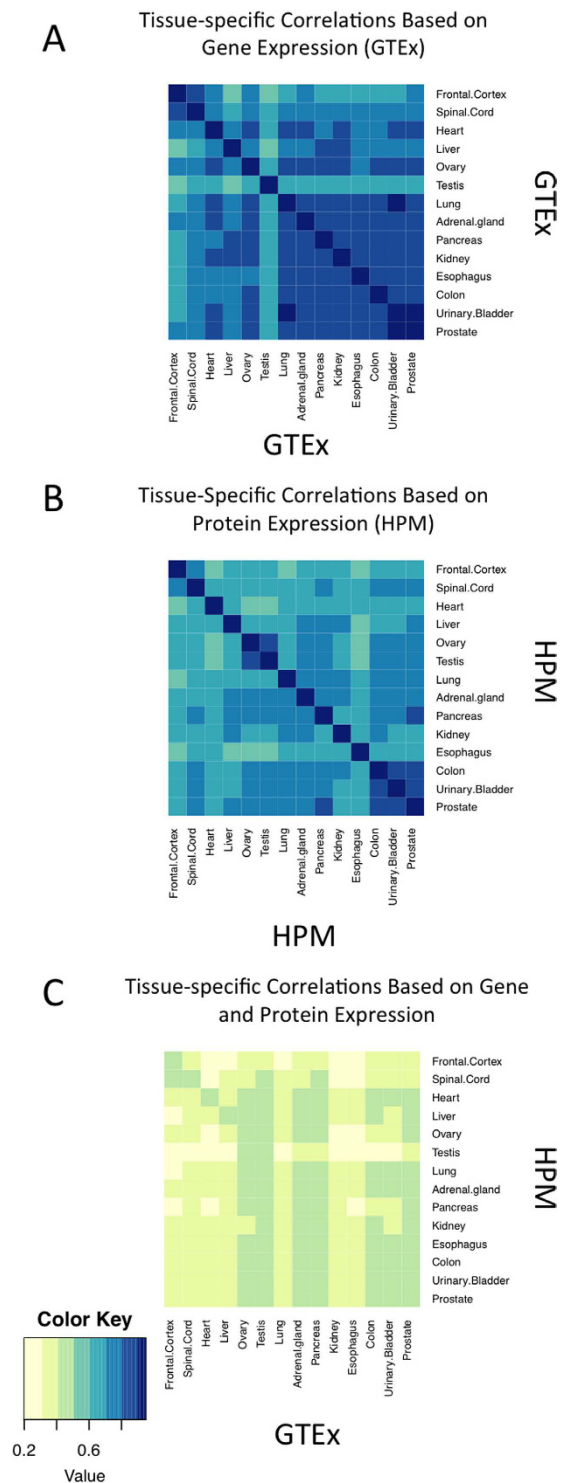 A
Tissue-specific Correlations Based on
Gene Expression (GTEx)
Frontal.Cortex
Spinal.Cord
Heart
Liver
Ovary
Testis
Lung
Adrenal.gland
Pancreas
Kidney
Esophagus
Colon
Urinary.Bladder
Prostate
GTEx
Frontal.Cortex
Spinal.Cord
Heart
Liver
Ovary
Testis
Lung
Adrenal.gland
Pancreas
Kidney
Esophagus
Colon
Urinary.Bladder
Prostate
GTEx
B
Tissue-Specific Correlations Based on
Protein Expression (HPM)
Frontal.Cortex
Spinal.Cord
Heart
Liver
Ovary
Testis
Lung
Adrenal.gland
Pancreas
Kidney
Esophagus
Colon
Urinary.Bladder
Prostate
HPM
Frontal.Cortex
Spinal.Cord
Heart
Liver
Ovary
Testis
Lung
Adrenal.gland
Pancreas
Kidney
Esophagus
Colon
Urinary.Bladder
Prostate
HPM
C
Tissue-specific Correlations Based on Gene
and Protein Expression
Frontal.Cortex
Spinal.Cord
Heart
Liver
Ovary
Testis
Lung
Adrenal.gland
Pancreas
Kidney
Esophagus
Colon
Urinary.Bladder
Prostate
HPM
Frontal.Cortex
Spinal.Cord
Heart
Liver
Ovary
Testis
Lung
Adrenal.gland
Pancreas
Kidney
Esophagus
Colon
Urinary.Bladder
Prostate
GTEx
Color Key
0.2 0.6
Value